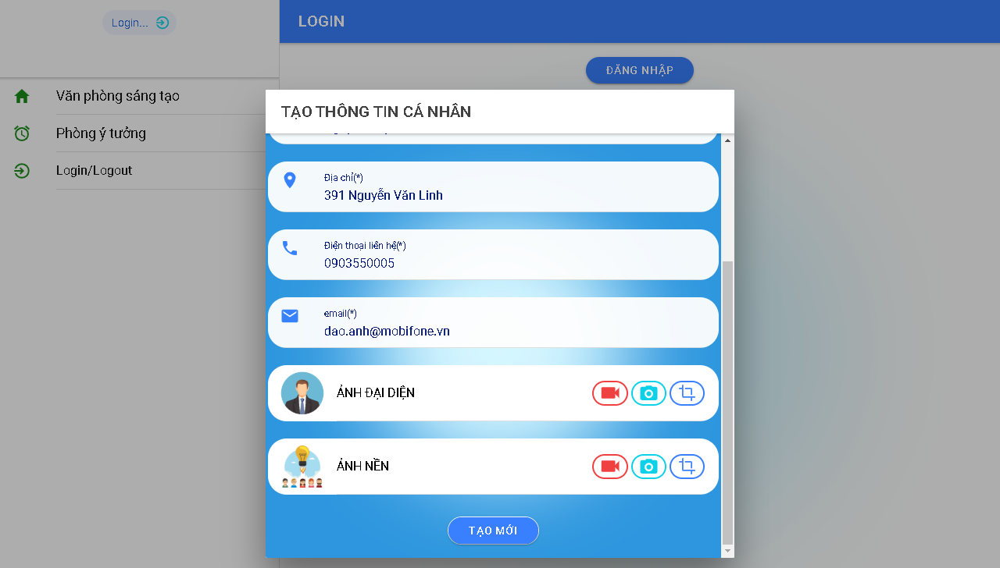 Login...
LOGIN
ĐĂNG NHẬP
Văn phòng sáng tạo
Phòng ý tưởng
Login/Logout
TẠO THÔNG TIN CÁ NHÂN
Địa chỉ(*)
391 Nguyễn Văn Linh
Điện thoại liên hệ(*)
0903550005
email(*)
dao.anh@mobifone.vn
ẢNH ĐẠI DIỆN
ẢNH NỀN
TẠO MỚI